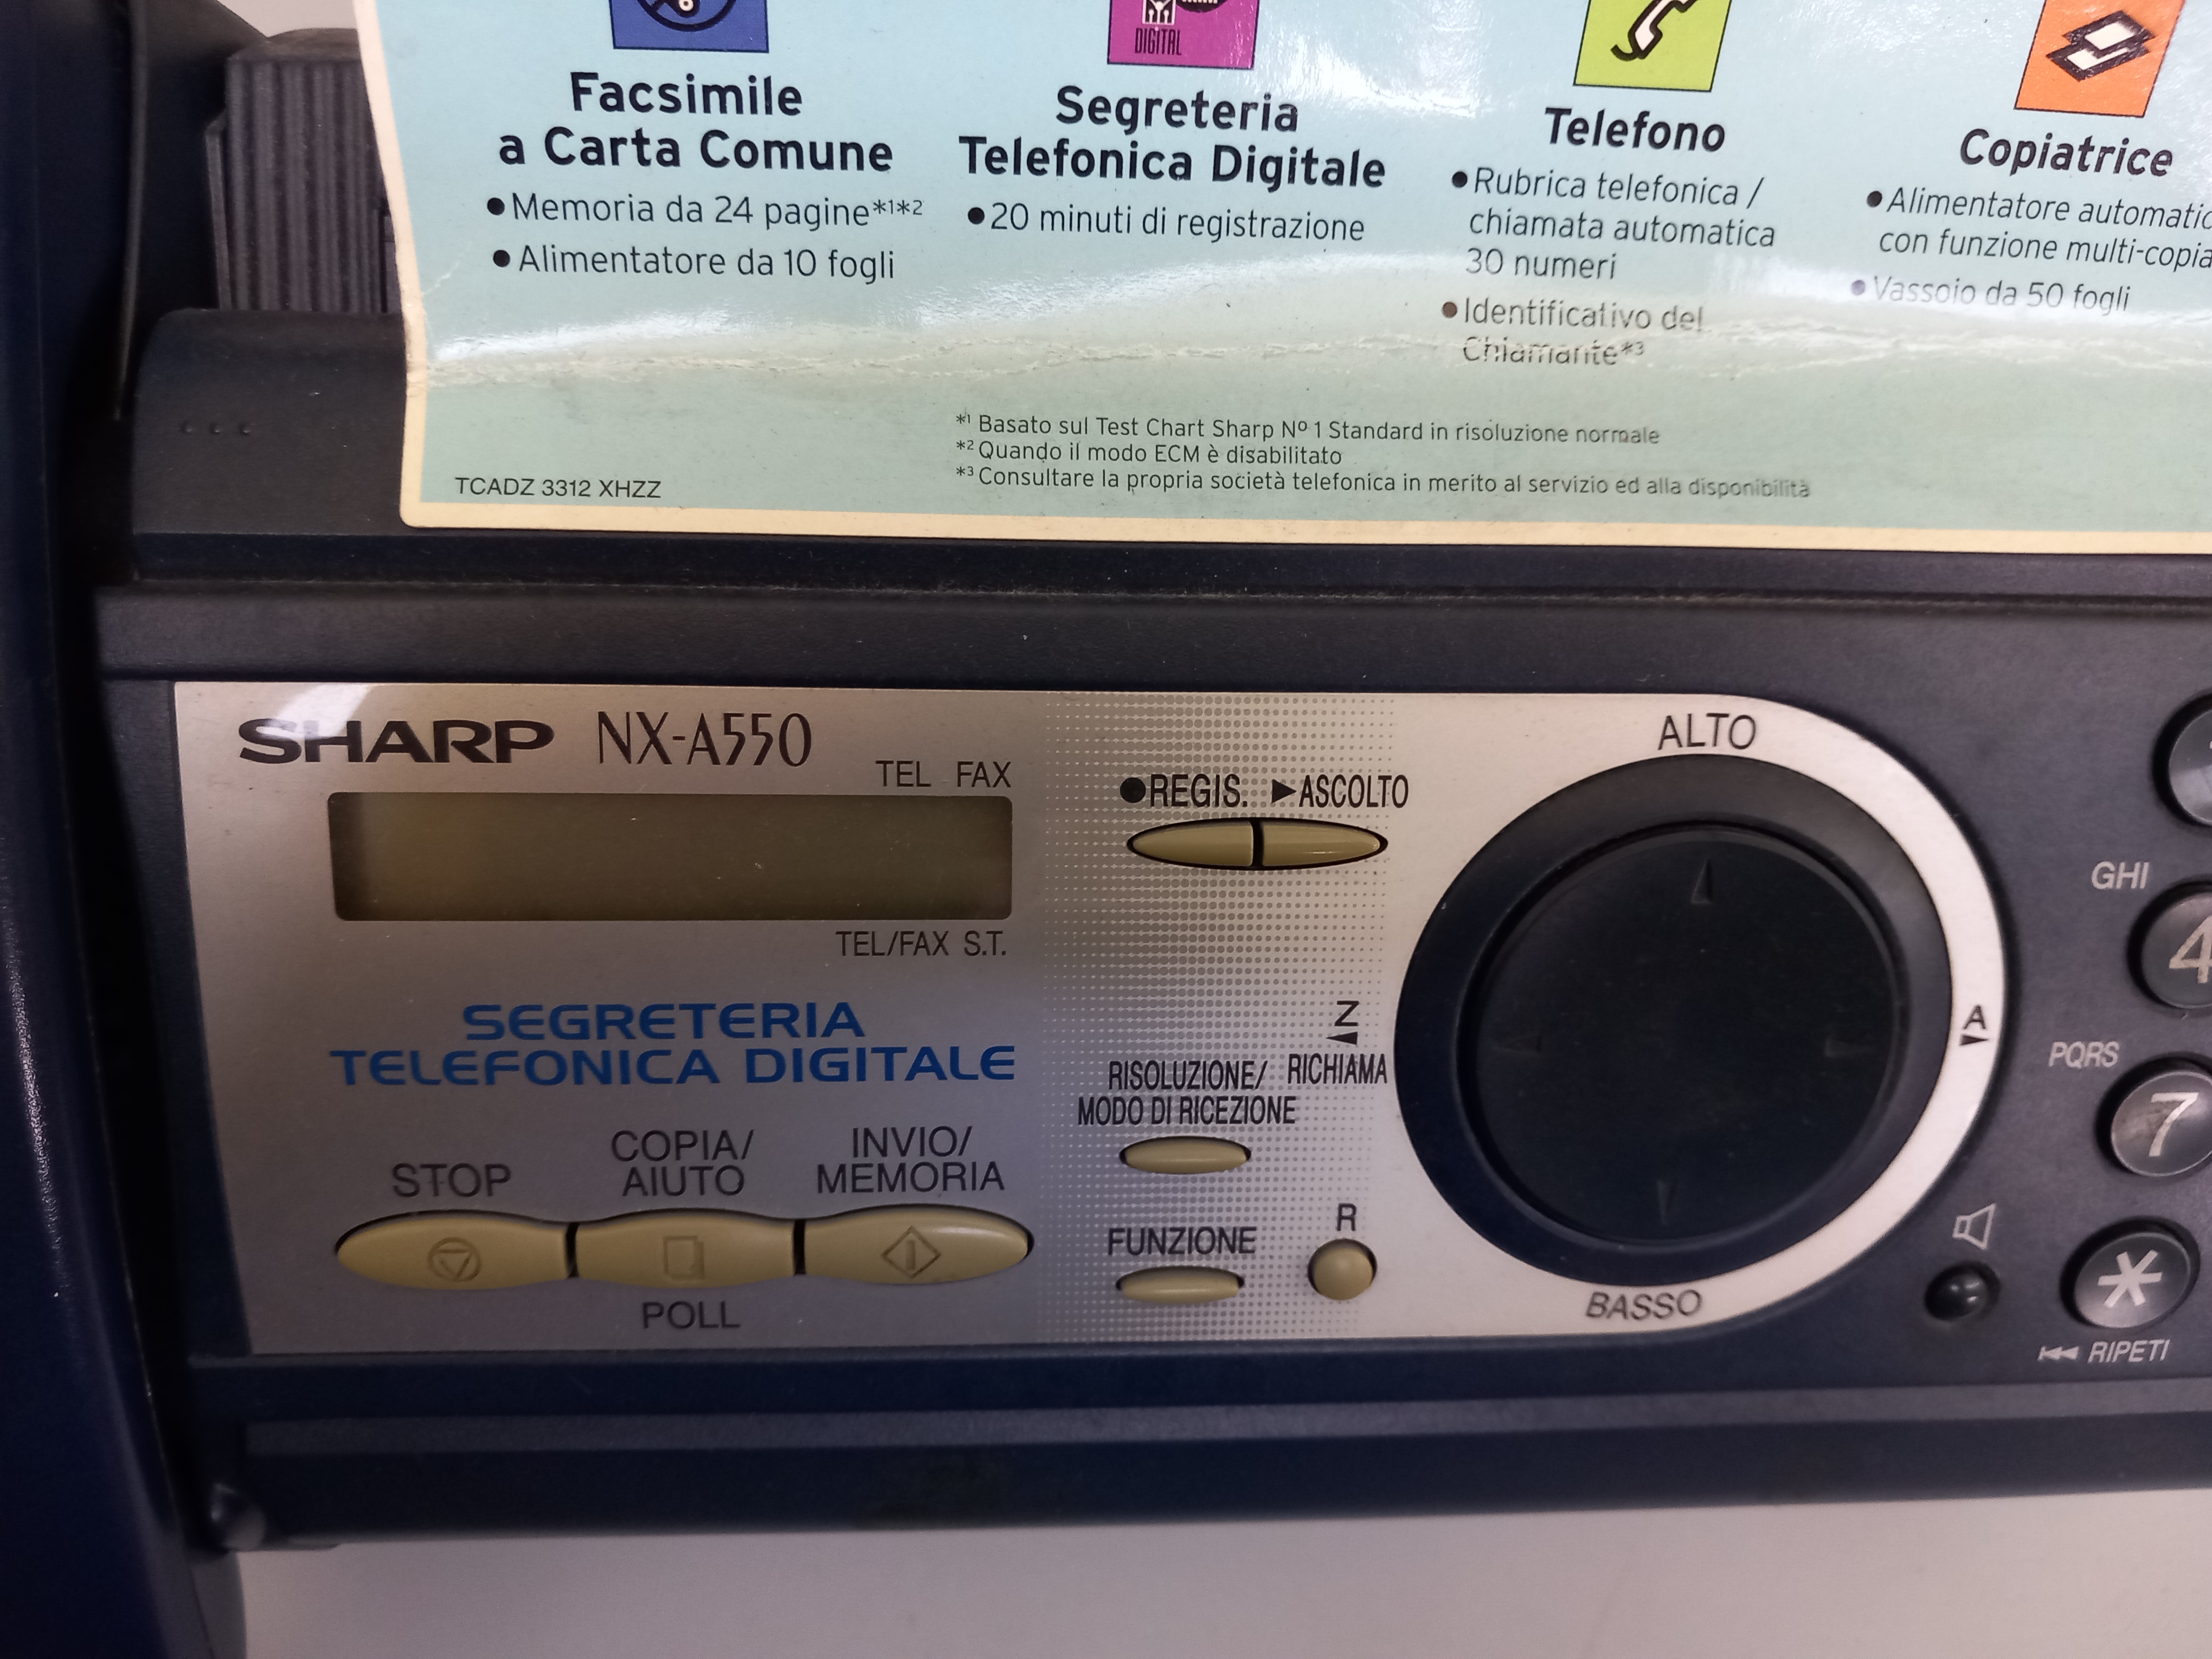 DIGITAL
Facsimile
a Carta Comune
●Memoria da 24 pagine*1*2
●Alimentatore da 10 fogli
Segreteria
Telefonica Digitale
●20 minuti di registrazione
Telefono
●Rubrica telefonica /
chiamata automatica
30 numeri
●Identificativo del
Chiamante*3
Copiatrice
●Alimentatore
con funzione
●Vassoio da 50 fogli
*1 Basato sul Test Chart Sharp Nº 1 Standard in risoluzione normale
*2 Quando il modo ECM è disabilitato
*3 Consultare la propria società telefonica in merito al servizio ed alla disponibilità
TCADZ 3312 XHZZ
SHARP NX-A550
TEL FAX
TEL/FAX S.T.
SEGRETERIA
TELEFONICA DIGITALE
STOP
COPIA/
AIUTO
INVIO/
MEMORIA
POLL
●REGIS. ►ASCOLTO
Z
RISOLUZIONE/
MODO DI RICEZIONE
RICHIAMA
FUNZIONE
R
ALTO
A
BASSO
GHI
4
PQRS
7
*
RIPETI